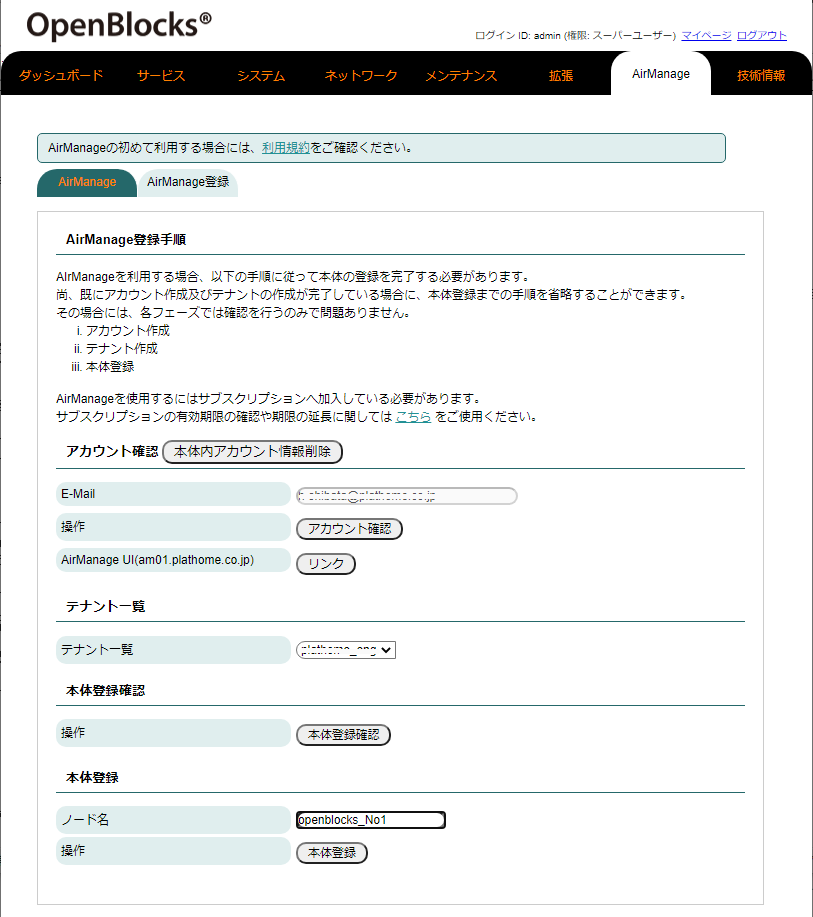 OpenBlocks®
ログイン ID: admin (権限: スーパーユーザー) マイページ ログアウト
ダッシュボード サービス システム ネットワーク メンテナンス 拡張 AirManage 技術情報
AirManageの初めて利用する場合には、利用規約をご確認ください。
AirManage AirManage登録
AirManage登録手順
AIrManageを利用する場合、以下の手順に従って本体の登録を完了する必要があります。
尚、既にアカウント作成及びテナントの作成が完了している場合に、本体登録までの手順を省略することができます。
その場合には、各フェーズでは確認を行うのみで問題ありません。
i. アカウント作成
ii. テナント作成
iii. 本体登録
AirManageを使用するにはサブスクリプションへ加入している必要があります。
サブスクリプションの有効期限の確認や期限の延長に関しては こちら をご使用ください。
アカウント確認 本体内アカウント情報削除
E-Mail
操作 アカウント確認
AirManage UI(am01.plathome.co.jp) リンク
テナント一覧
テナント一覧
本体登録確認
操作 本体登録確認
本体登録
ノード名 openblocks_No1
操作 本体登録